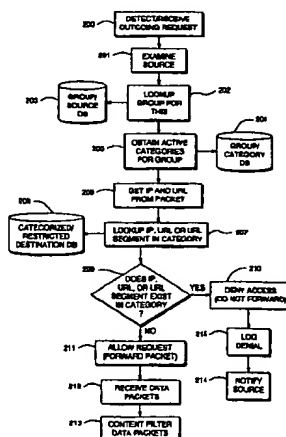 200
DETECT/RECEIVE
OUTGOING REQUEST
201
EXAMINE
SOURCE
203
GROUP/
SOURCE
DB
202
LOOKUP
GROUP FOR
THIS
204
GROUP/
CATEGORY
DB
205
OBTAIN ACTIVE
CATEGORIES
FOR GROUP
206
GET IP AND URL
FROM PACKET
CATEGORIZED/
RESTRICTED
DESTINATION DB
LOOKUP IP, URL OR URL
SEGMENT IN CATEGORY
207
DOES IP,
URL, OR URL
SEGMENT EXIST
IN CATEGORY
?
YES
210
DENY ACCESS
(DO NOT FORWARD)
NO
211
ALLOW REQUEST
(FORWARD PACKET)
215
LOG
DENIAL
212
RECEIVE DATA
PACKETS
214
NOTIFY
SOURCE
213
CONTENT FILTER
DATA PACKETS